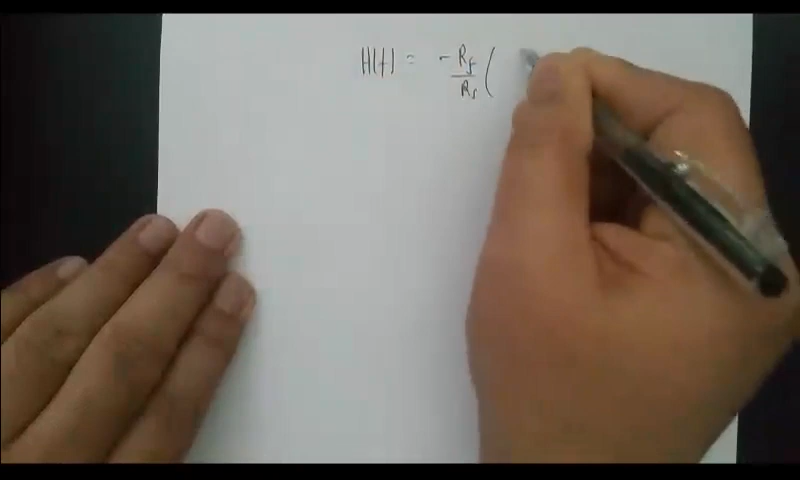 H(f) = -Rf/Rs (